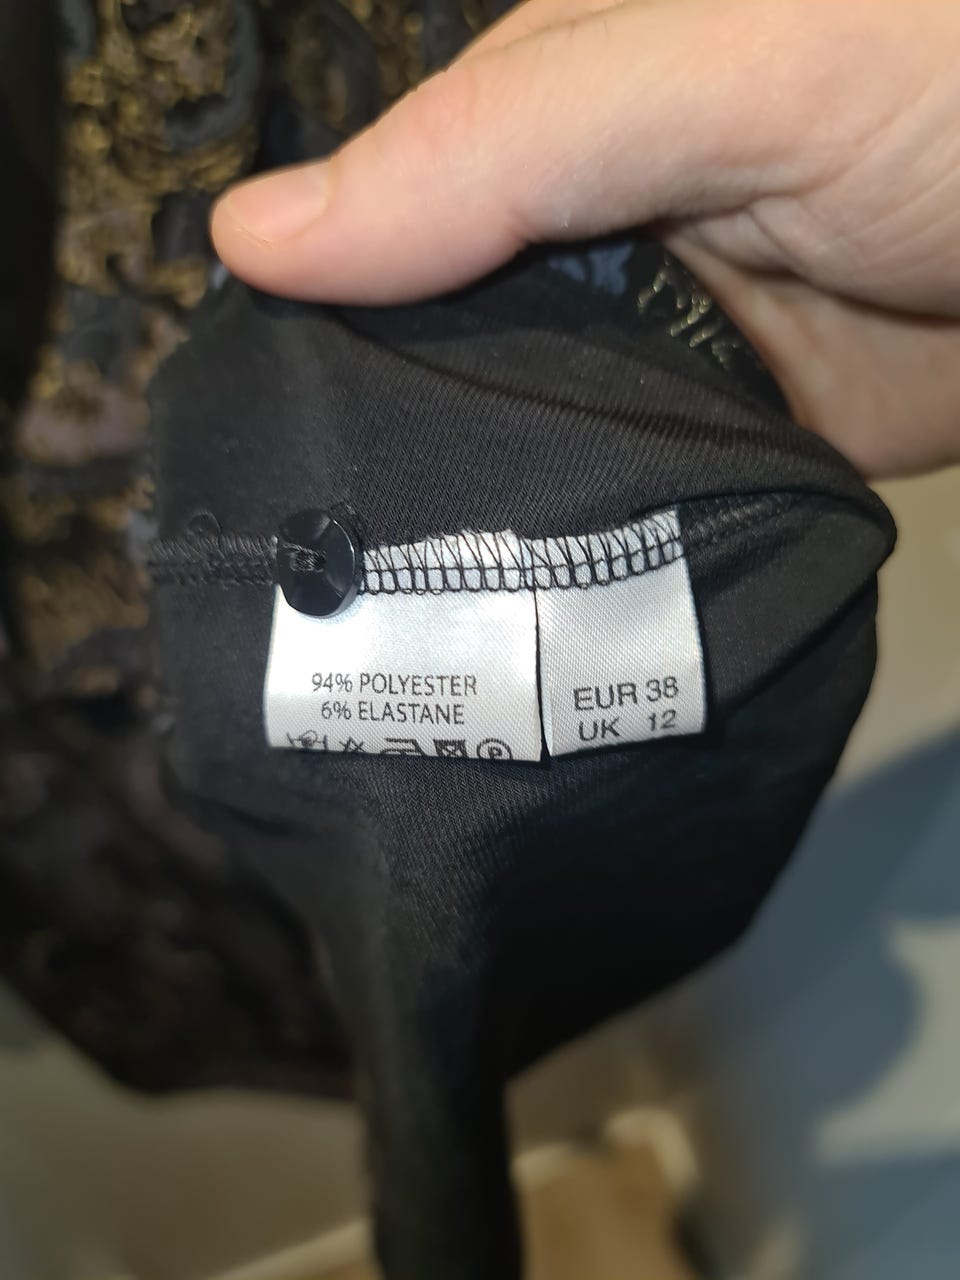 94% POLYESTER
6% ELASTANE
EUR 38
UK 12